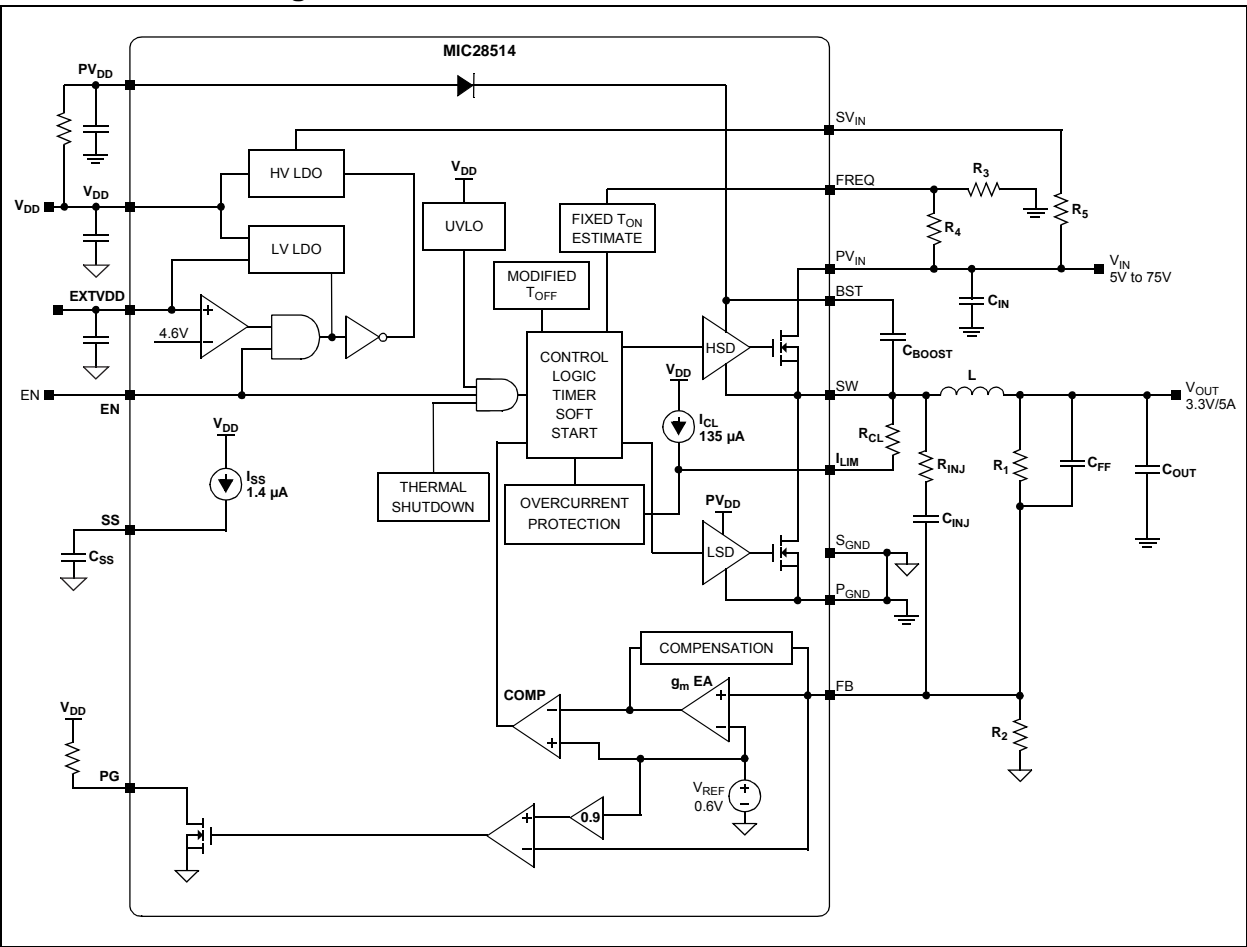 MIC28514
PVDD
SVIN
HV LDO
VDD
FREQ
R3
VDD
VDD
UVLO
FIXED TON
ESTIMATE
R4
R5
LV LDO
MODIFIED
TOFF
PVIN
VIN
5V to 75V
EXTVDD
BST
CIN
4.6V
+
−
CONTROL
LOGIC
TIMER
SOFT
START
HSD
CBOOST
VDD
EN
EN
SW
L
VOUT
3.3V/5A
VDD
ICL
135 µA
RCL
ISS
1.4 µA
ILIM
RINJ
R1
CFF
COUT
THERMAL
SHUTDOWN
OVERCURRENT
PROTECTION
PVDD
CINJ
SS
CSS
LSD
SGND
PGND
COMPENSATION
gm EA
COMP
FB
+
−
−
+
VDD
R2
PG
VREF
0.6V
+
−
0.9
+
−